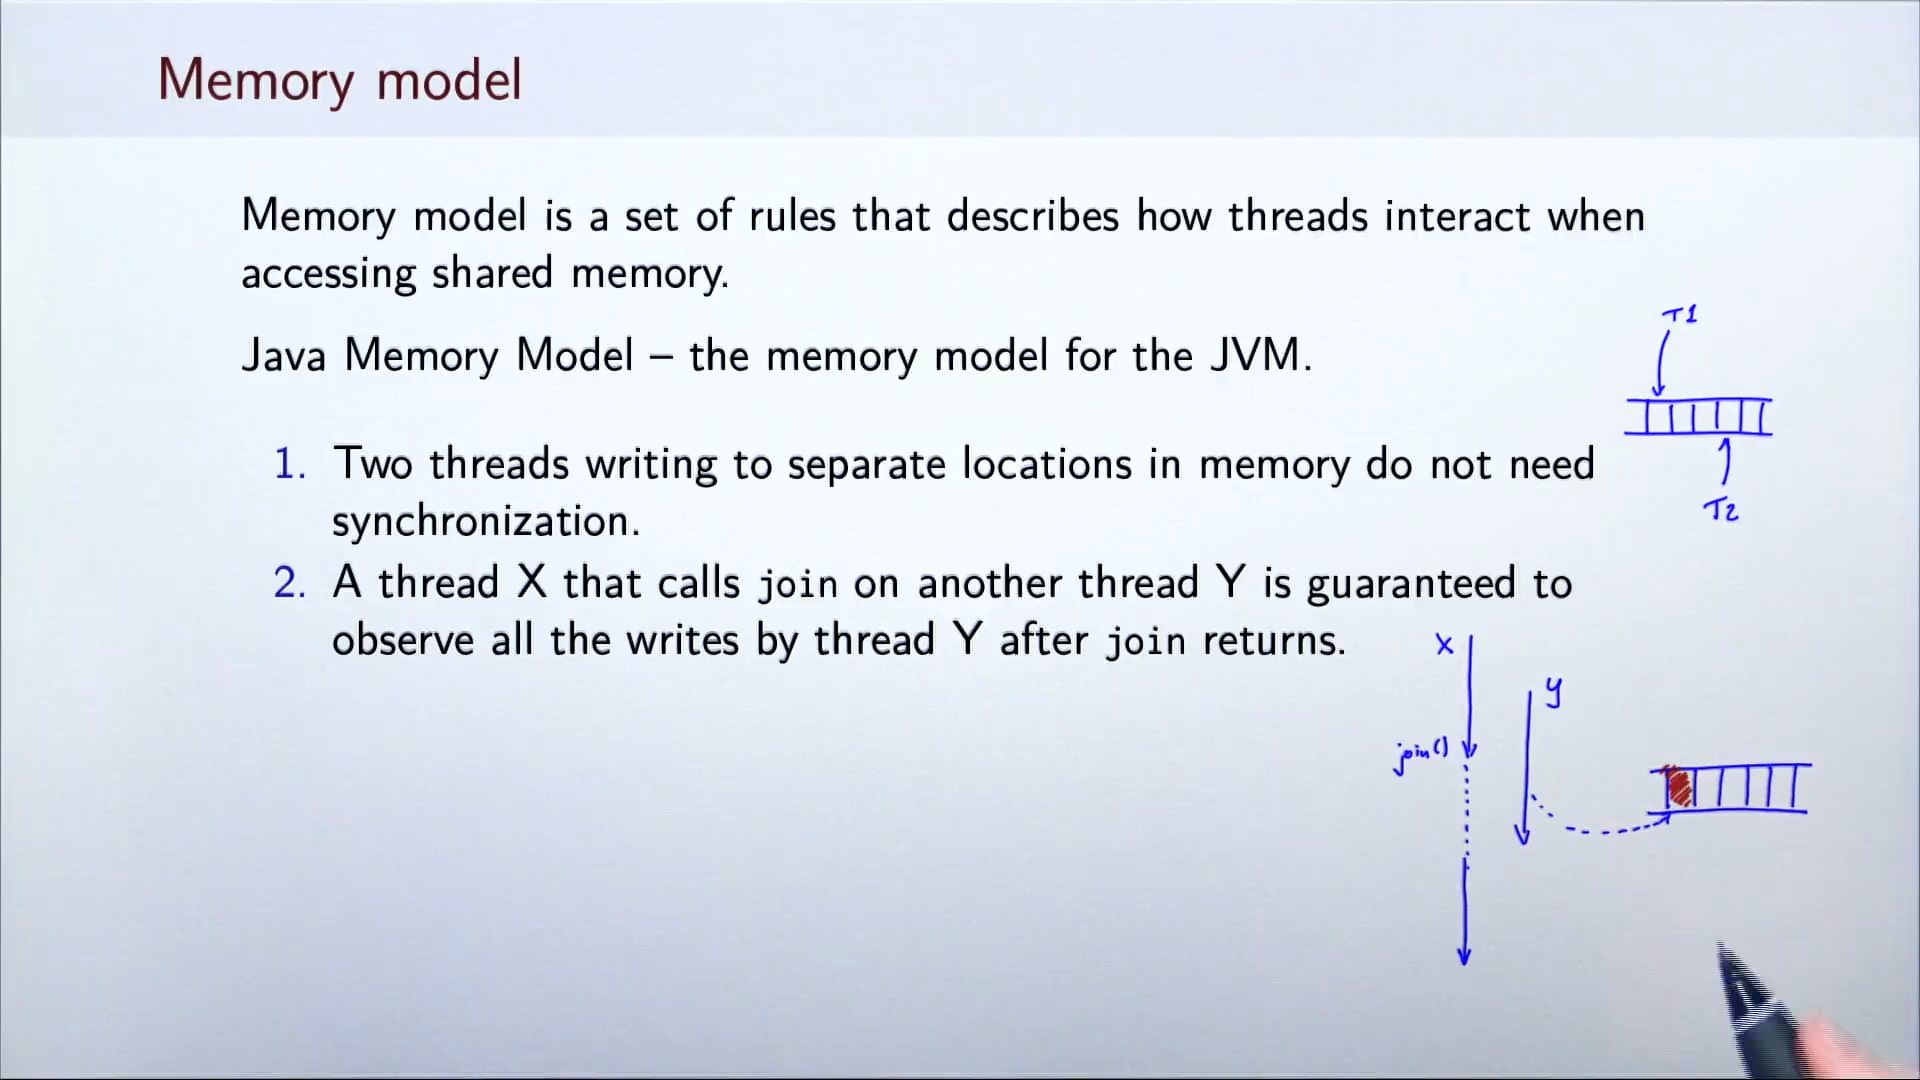 Memory model
Memory model is a set of rules that describes how threads interact when
accessing shared memory.
Java Memory Model – the memory model for the JVM.
1. Two threads writing to separate locations in memory do not need
synchronization.
2. A thread X that calls join on another thread Y is guaranteed to
observe all the writes by thread Y after join returns.
T1
T2
X
y
join()